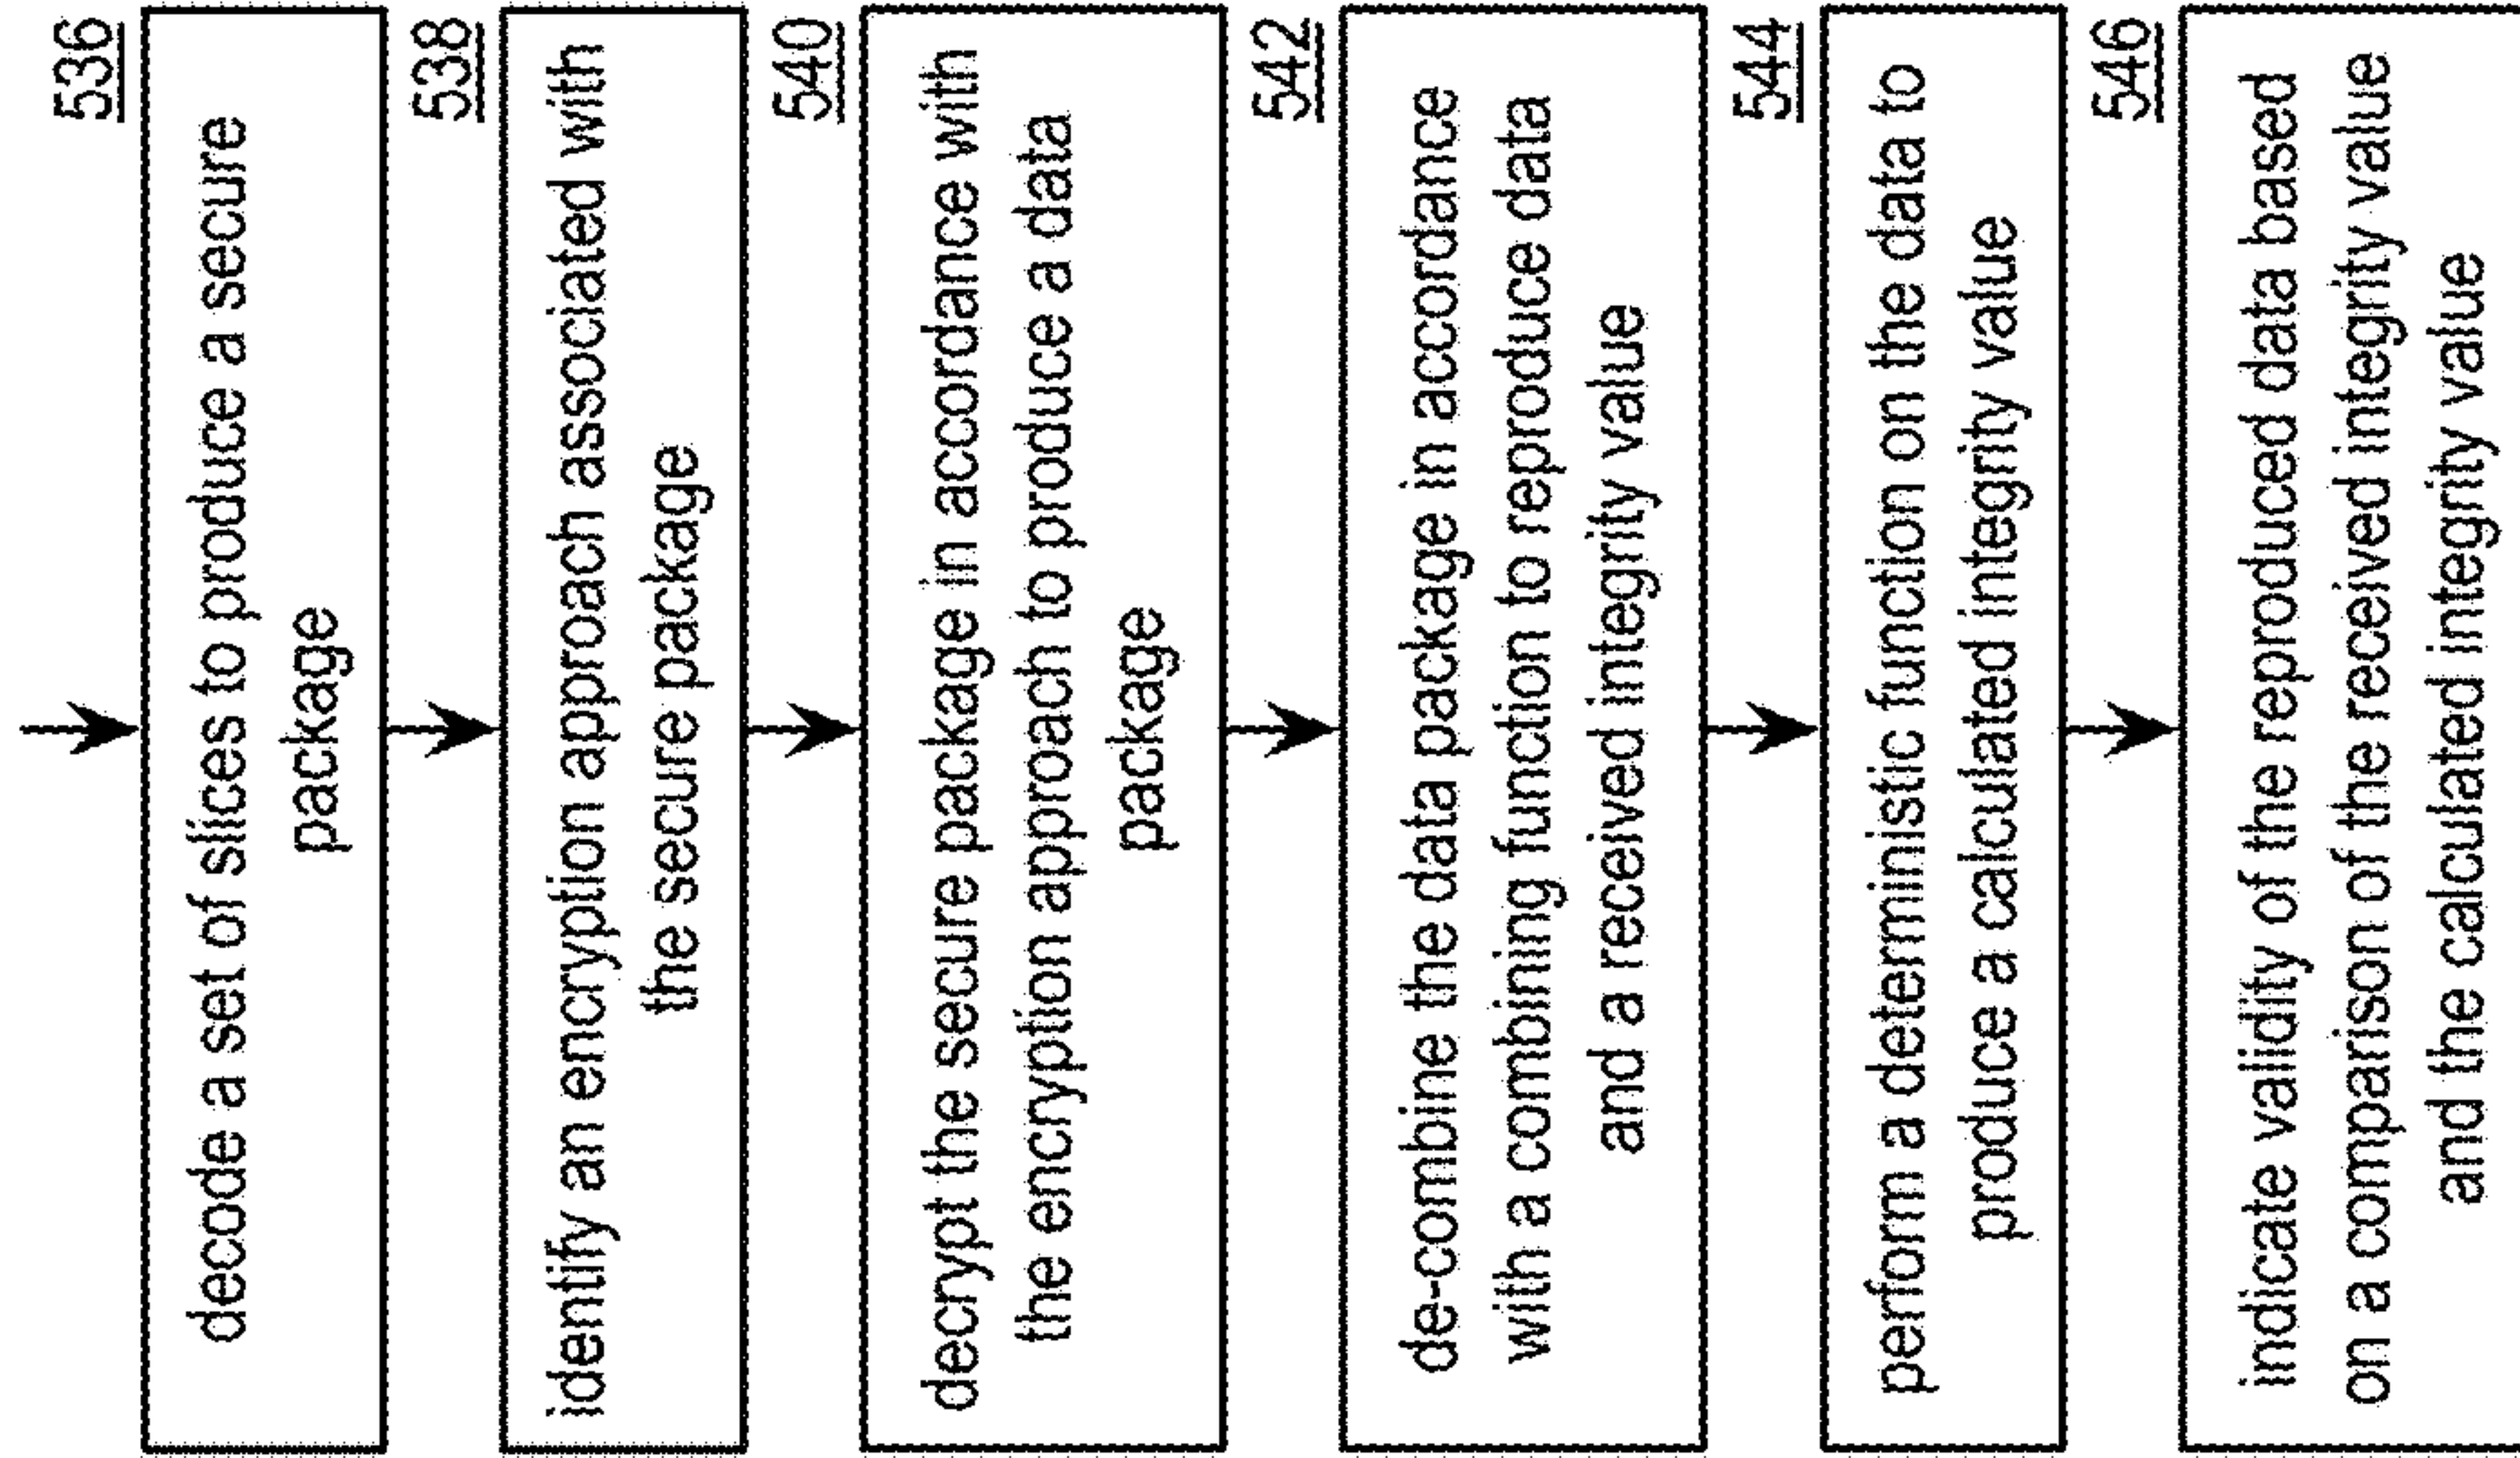 536
decode a set of slices to produce a secure
package
538
identify an encryption approach associated with
the secure package
540
decrypt the secure package in accordance with
the encryption approach to produce a data
package
542
de-combine the data package in accordance
with a combining function to reproduce data
and a received integrity value
544
perform a deterministic function on the data to
produce a calculated integrity value
546
indicate validity of the reproduced data based
on a comparison of the received integrity value
and the calculated integrity value